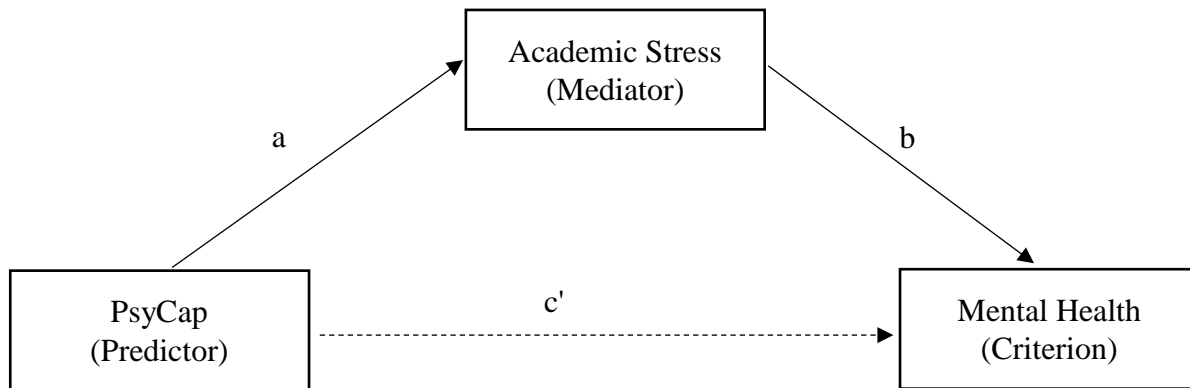 Academic Stress
(Mediator)
a
b
c'
PsyCap
(Predictor)
Mental Health
(Criterion)